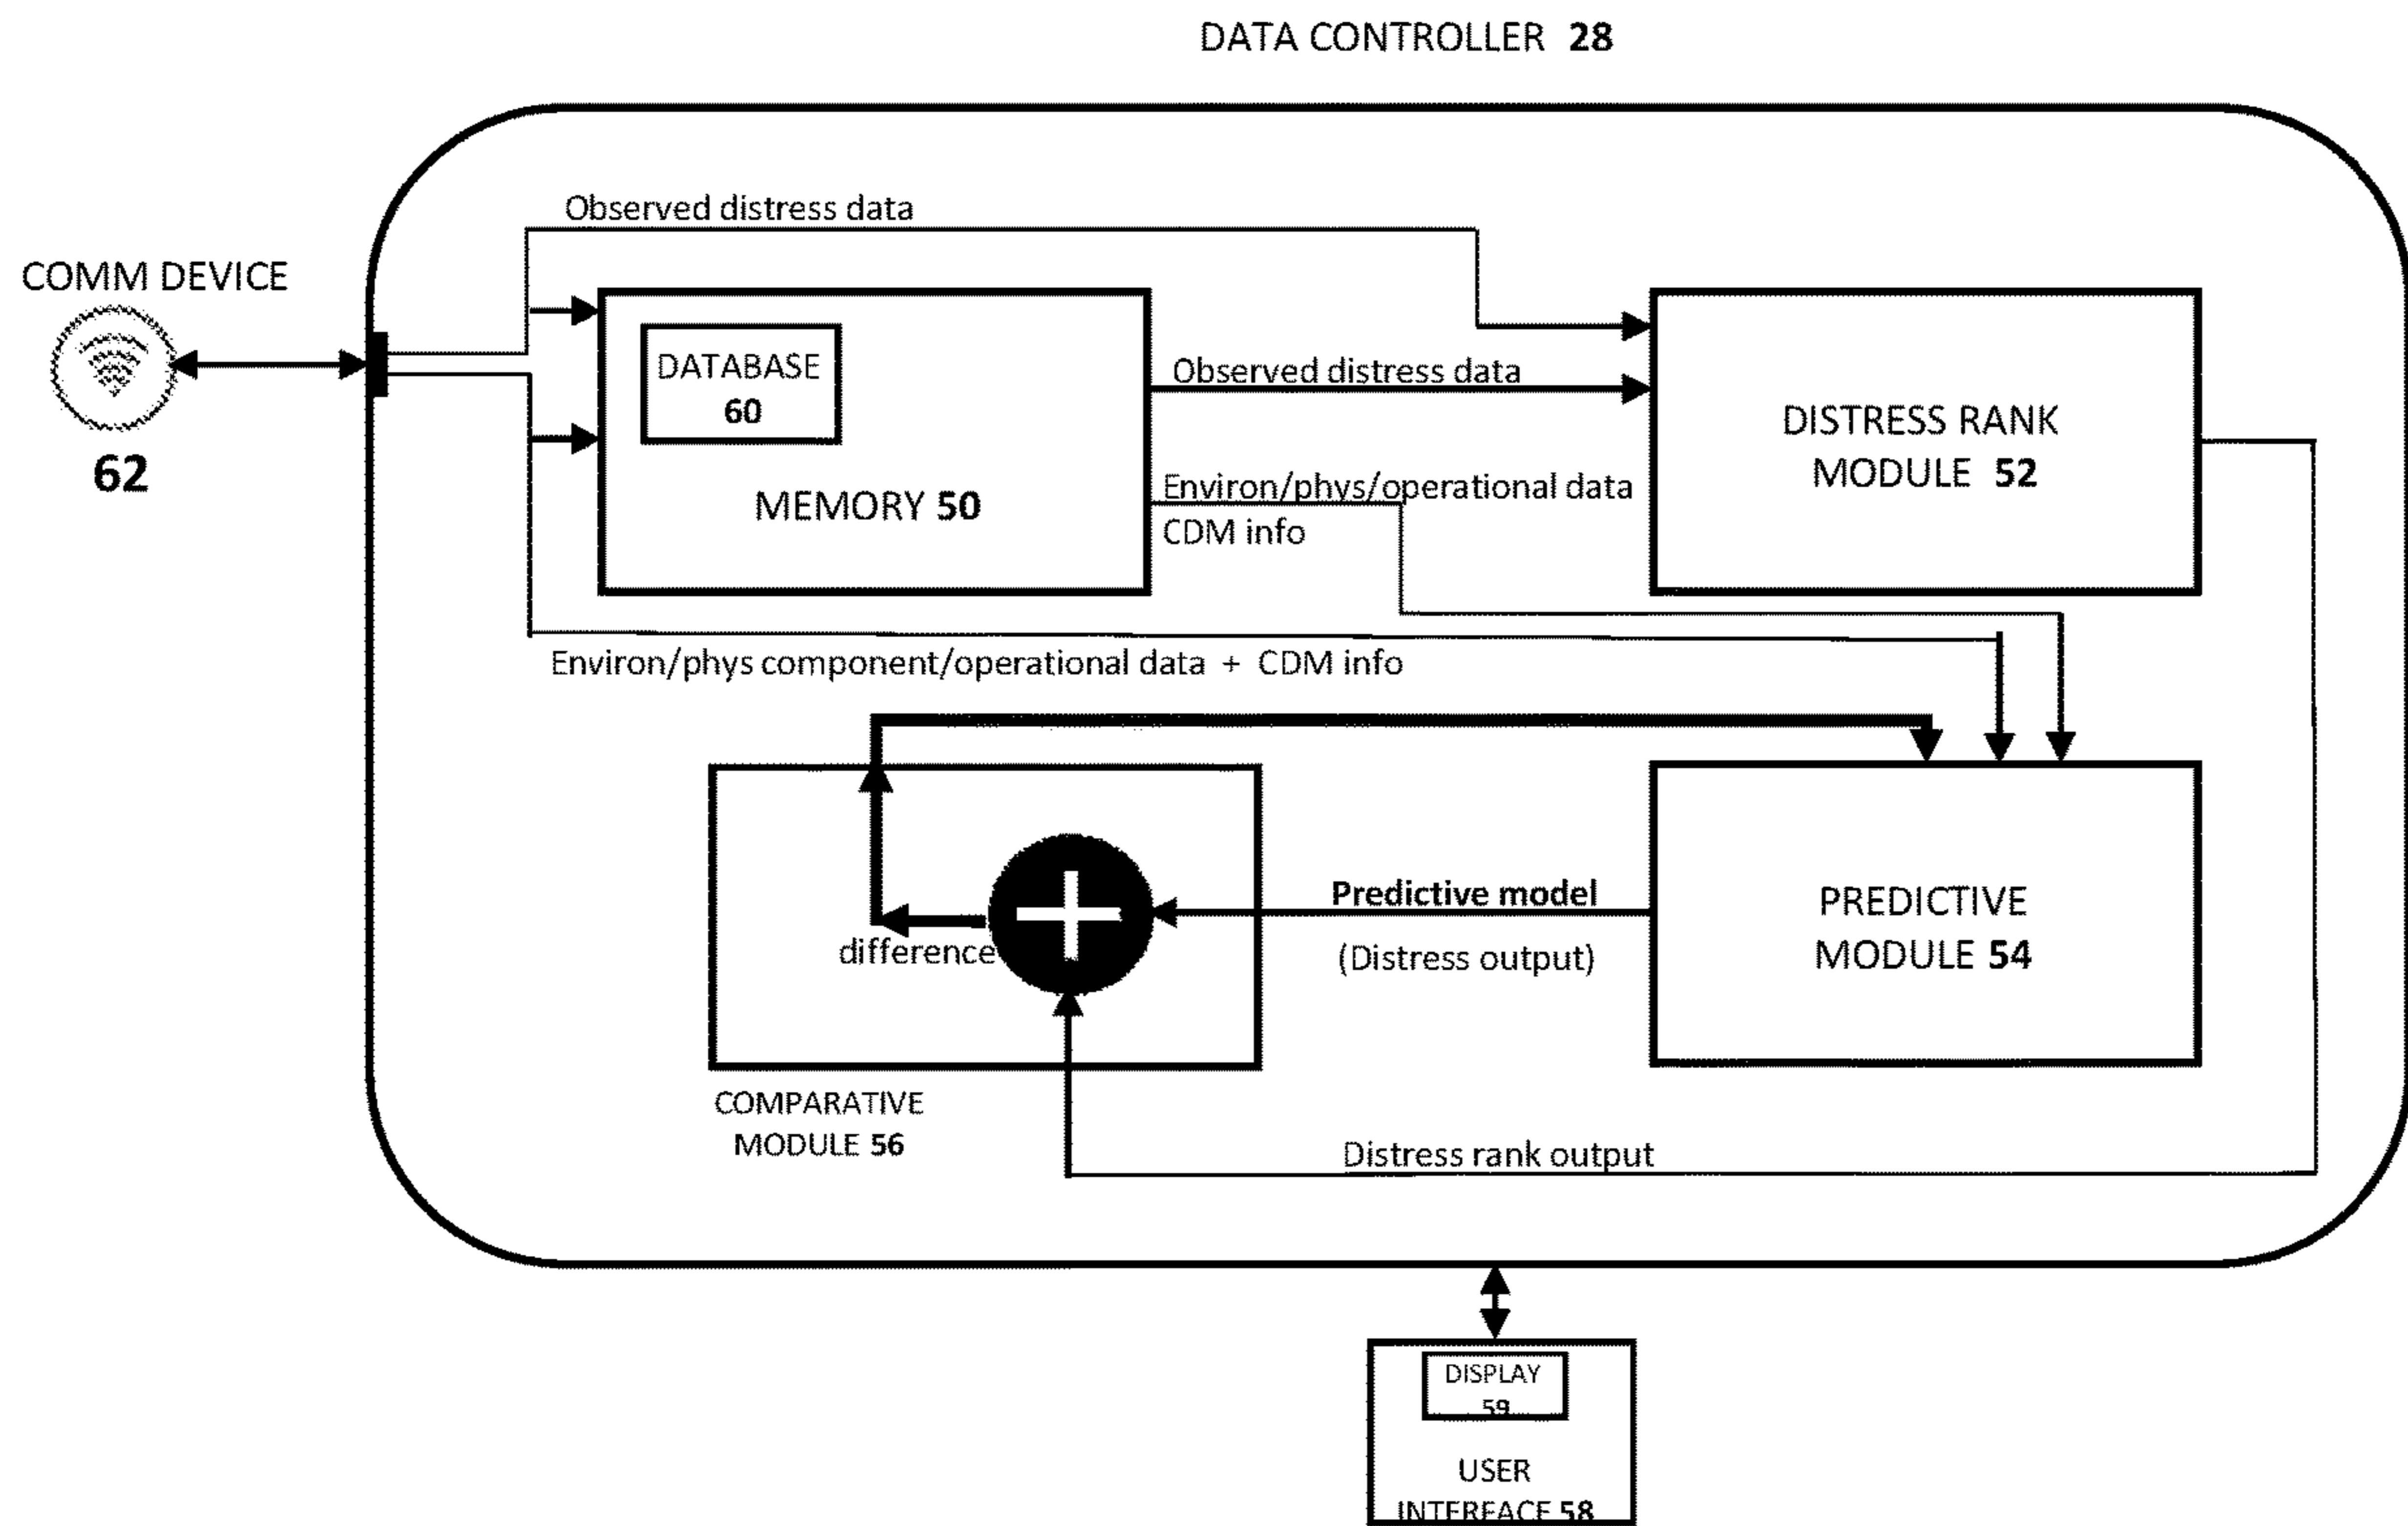 DATA CONTROLLER 28
Observed distress data
COMM DEVICE
62
DATABASE
60
MEMORY 50
Observed distress data
Environ/phys/operational data
CDM info
DISTRESS RANK
MODULE 52
Environ/phys component/operational data + CDM info
difference
Predictive model
(Distress output)
PREDICTIVE
MODULE 54
COMPARATIVE
MODULE 56
Distress rank output
DISPLAY
59
USER
INTERFACE 58